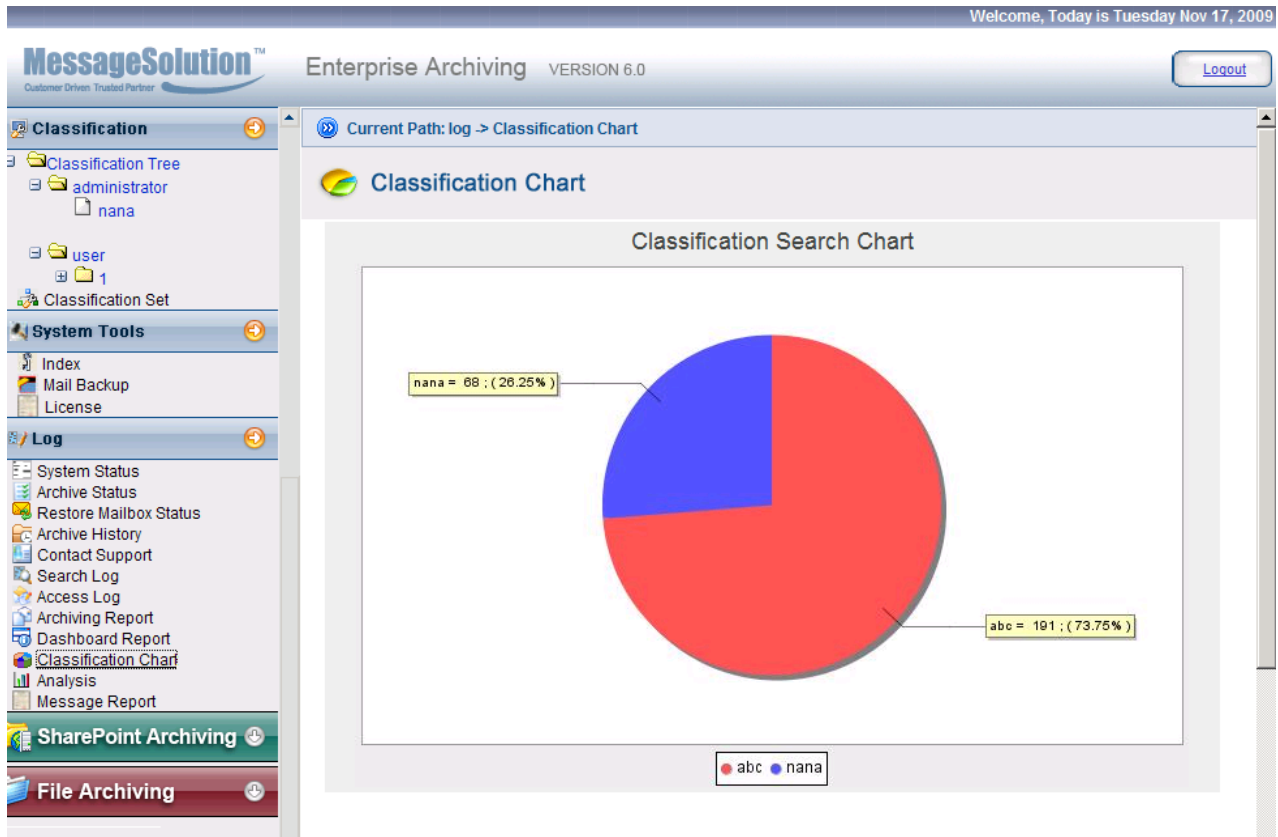 Welcome, Today is Tuesday Nov 17, 2009
MessageSolution™
Customer Driven Trusted Partner
Enterprise Archiving VERSION 6.0
Logout
Classification
Classification Tree
administrator
nana
user
1
Classification Set
System Tools
Index
Mail Backup
License
Log
System Status
Archive Status
Restore Mailbox Status
Archive History
Contact Support
Search Log
Access Log
Archiving Report
Dashboard Report
Classification Chart
Analysis
Message Report
SharePoint Archiving
File Archiving
Current Path: log -> Classification Chart
Classification Chart
Classification Search Chart
nana = 68 ; ( 26.25% )
abc = 191 ; ( 73.75% )
abc nana